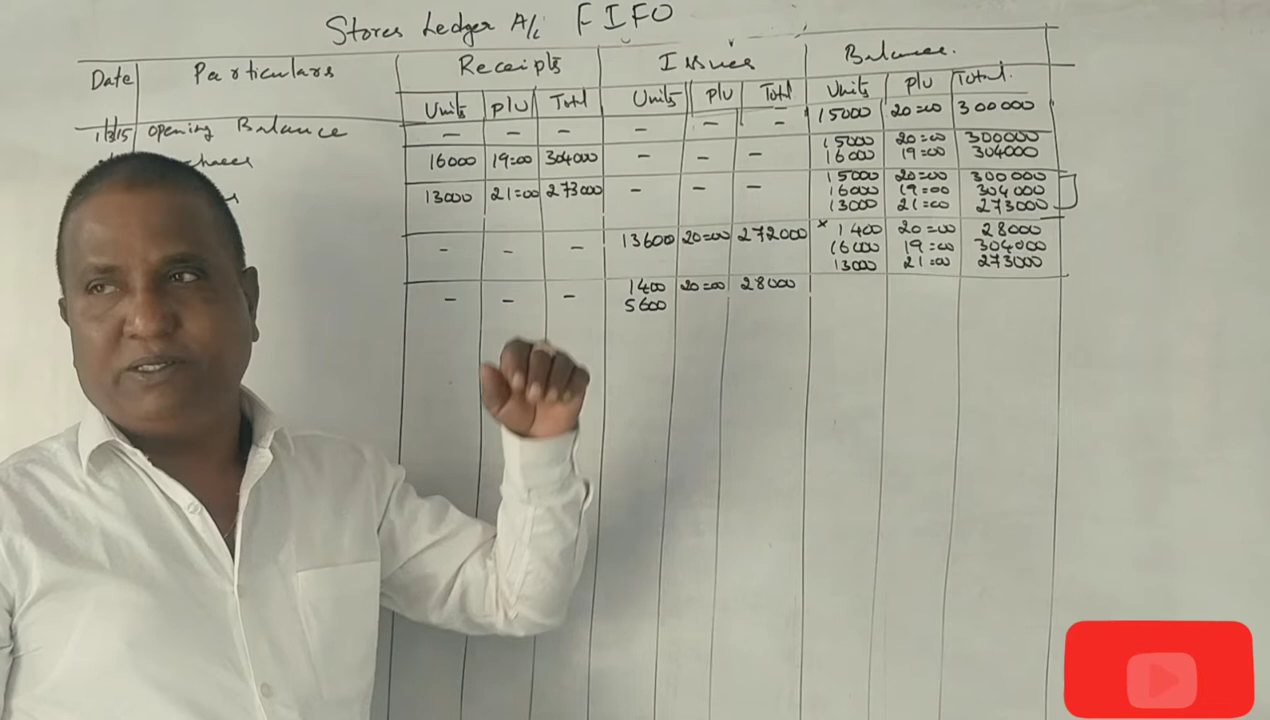 Stores Ledger A/c FIFO
Date Particulars Receipts Issues Balance.
Units P/U Total Units P/U Total Units P/U Total.
1/3/15 opening Balance - - - - - - 15000 20=00 300000
16000 19=00 304000 - - - 15000 20=00 300000
16000 19=00 304000
13000 21=00 273000 - - - 15000 20=00 300000
16000 19=00 304000
13000 21=00 273000
- - - 13600 20=00 272000 * 1400 20=00 28000
16000 19=00 304000
13000 21=00 273000
- - - 1400 20=00 28000
5600